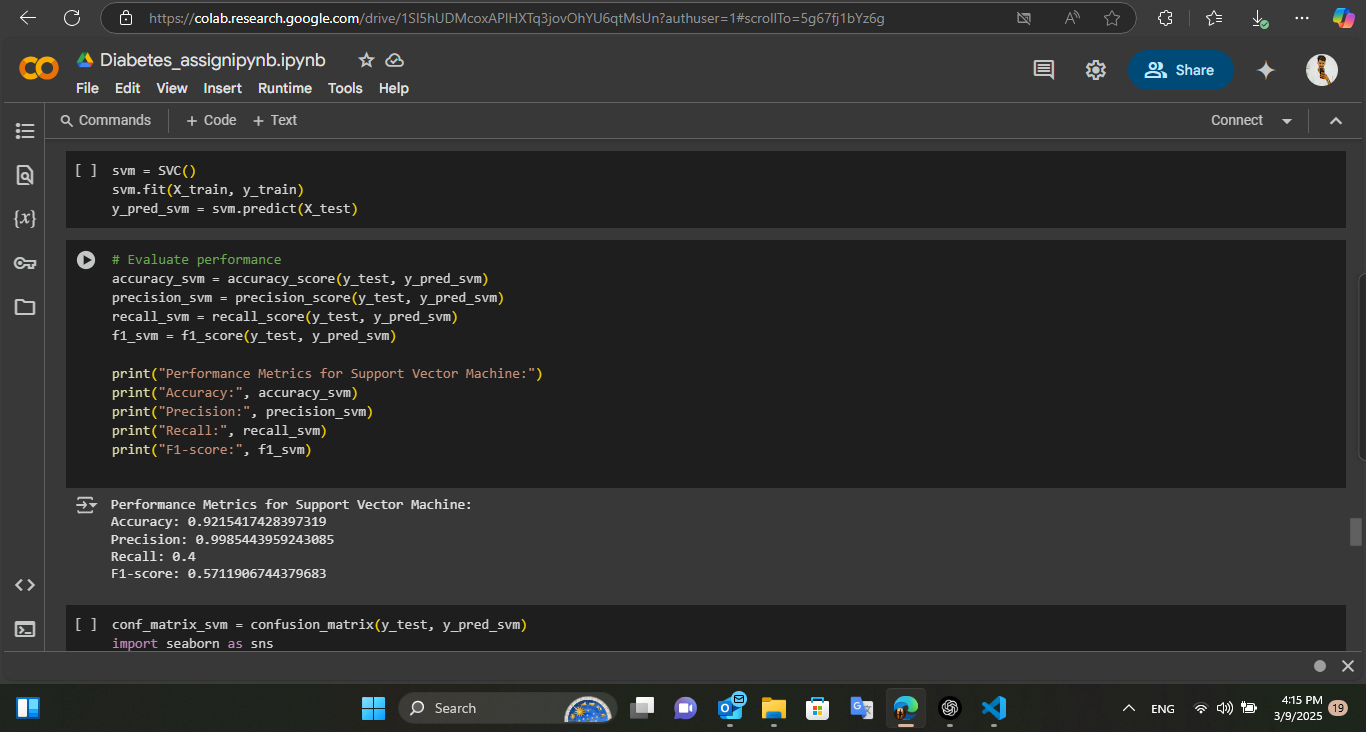 https://colab.research.google.com/drive/1SI5hUDMcoxAPIHXTq3jovOhYU6qtMsUn?authuser=1#scrollTo=5g67fj1bYz6g
Diabetes_assignipynb.ipynb
Share
File Edit View Insert Runtime Tools Help
Commands + Code + Text Connect
[ ] svm = SVC()
svm.fit(X_train, y_train)
y_pred_svm = svm.predict(X_test)
# Evaluate performance
accuracy_svm = accuracy_score(y_test, y_pred_svm)
precision_svm = precision_score(y_test, y_pred_svm)
recall_svm = recall_score(y_test, y_pred_svm)
f1_svm = f1_score(y_test, y_pred_svm)
print("Performance Metrics for Support Vector Machine:")
print("Accuracy:", accuracy_svm)
print("Precision:", precision_svm)
print("Recall:", recall_svm)
print("F1-score:", f1_svm)
Performance Metrics for Support Vector Machine:
Accuracy: 0.9215417428397319
Precision: 0.9985443959243085
Recall: 0.4
F1-score: 0.5711906744379683
[ ] conf_matrix_svm = confusion_matrix(y_test, y_pred_svm)
import seaborn as sns
Search
ENG
4:15 PM
3/9/2025
19